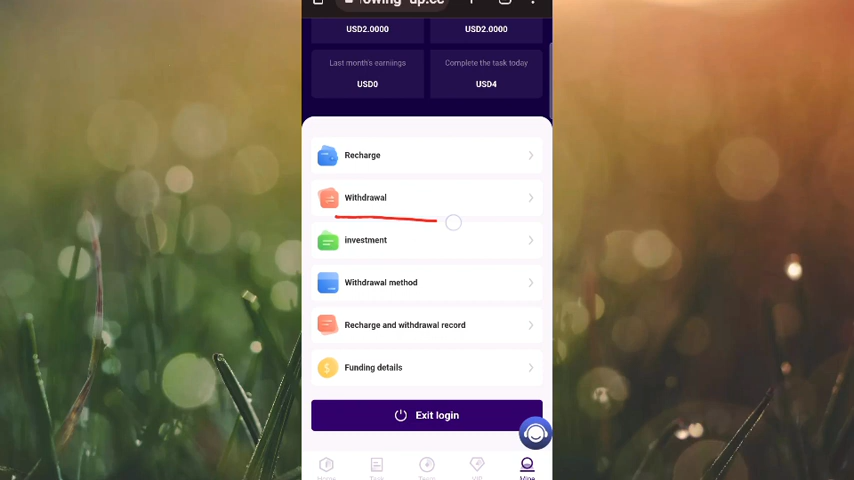 USD2.0000
USD2.0000
Last month's earnings
Complete the task today
USD0
USD4
Recharge
Withdrawal
investment
Withdrawal method
Recharge and withdrawal record
Funding details
Exit login